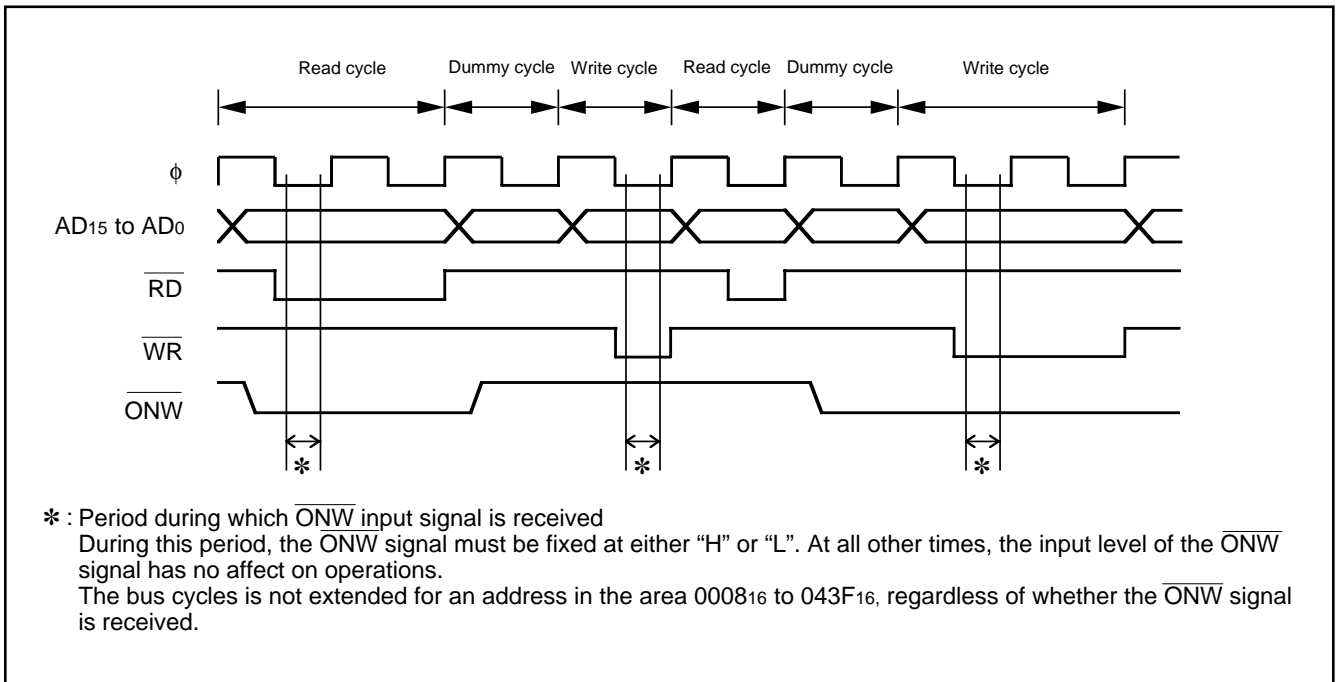 Read cycle Dummy cycle Write cycle Read cycle Dummy cycle Write cycle
ϕ
AD15 to AD0
RD
WR
ONW
✻ ✻ ✻
✻ : Period during which ONW input signal is received
During this period, the ONW signal must be fixed at either “H” or “L”. At all other times, the input level of the ONW
signal has no affect on operations.
The bus cycles is not extended for an address in the area 000816 to 043F16, regardless of whether the ONW signal
is received.